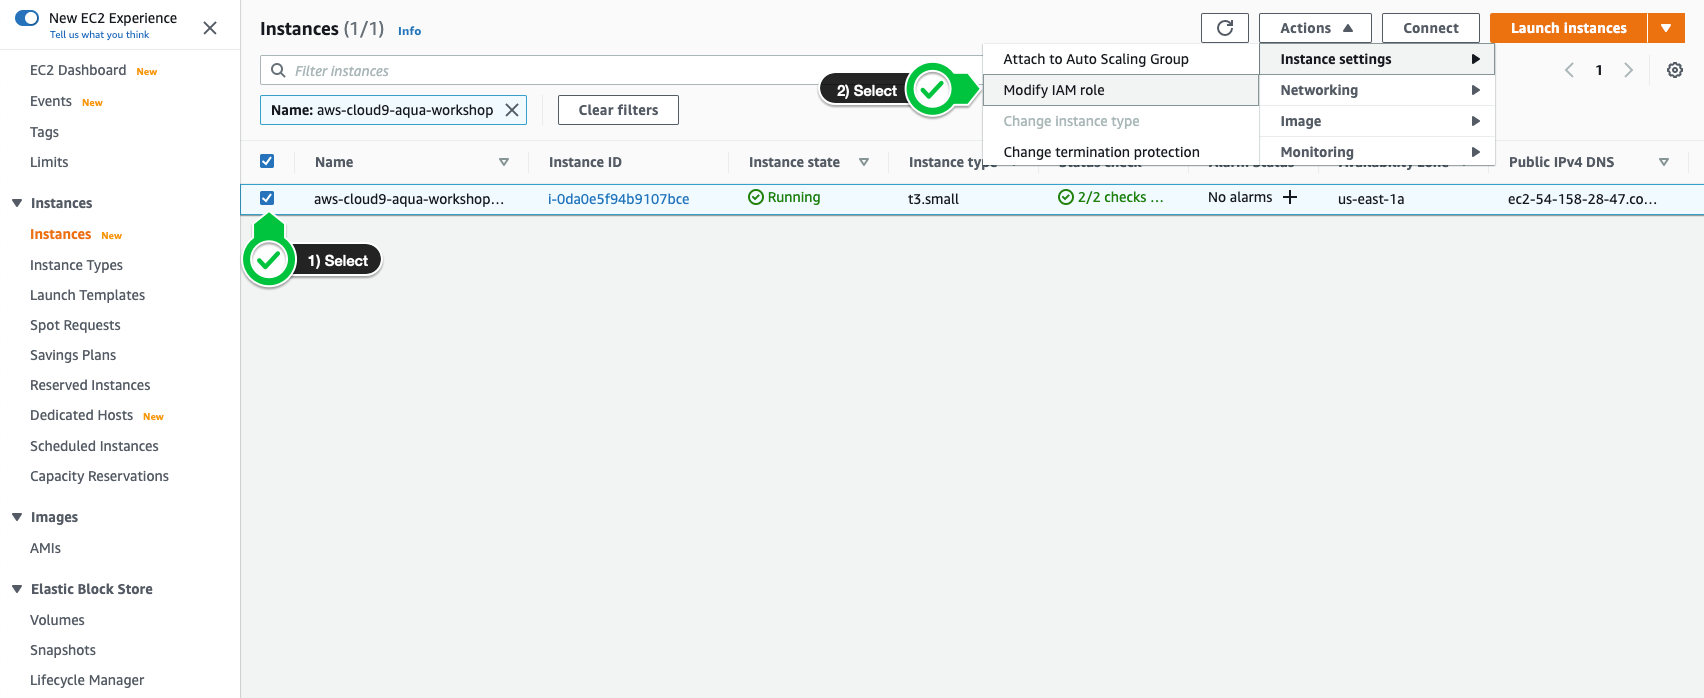 New EC2 Experience
Tell us what you think
EC2 Dashboard New
Events New
Tags
Limits
Instances
Instances New
Instance Types
Launch Templates
Spot Requests
Savings Plans
Reserved Instances
Dedicated Hosts New
Scheduled Instances
Capacity Reservations
Images
AMIs
Elastic Block Store
Volumes
Snapshots
Lifecycle Manager
Instances (1/1) Info
Actions
Connect
Launch Instances
Filter instances
1
Name: aws-cloud9-aqua-workshop
Clear filters
2) Select
Attach to Auto Scaling Group
Modify IAM role
Change instance type
Change termination protection
Instance settings
Networking
Image
Monitoring
Name Instance ID Instance state Instance type Status check Alarm Status Availability zone Public IPv4 DNS
aws-cloud9-aqua-workshop... i-0da0e5f94b9107bce Running t3.small 2/2 checks ... No alarms + us-east-1a ec2-54-158-28-47.co...
1) Select